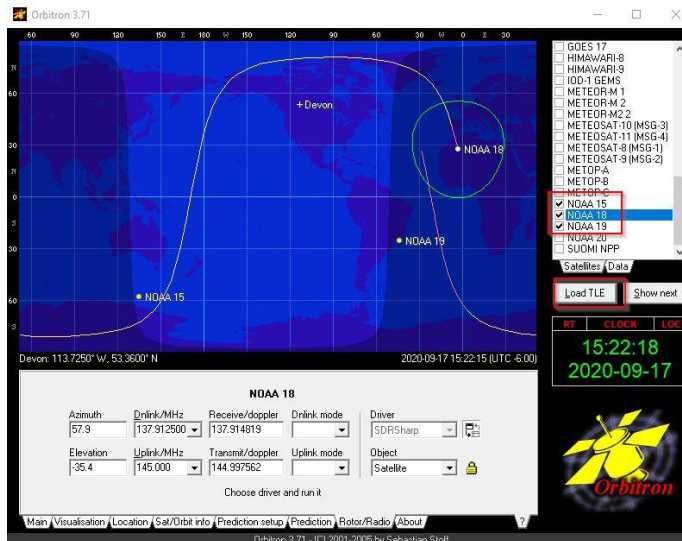 Orbitron 3.71
60 90 120 150 E 180 W 150 120 90 60 30 W 0 E 30
N
60
30
N
0
S
30
60
S
+Devon
NOAA 18
NOAA 19
NOAA 15
Devon: 113.7250° W, 53.3600° N
2020-09-17 15:22:15 (UTC -6:00)
GOES 17
HIMAWARI-8
HIMAWARI-9
IOD-1 GEMS
METEOR-M 1
METEOR-M 2
METEOR-M2 2
METEOSAT-10 (MSG-3)
METEOSAT-11 (MSG-4)
METEOSAT-8 (MSG-1)
METEOSAT-9 (MSG-2)
METOP-A
METOP-B
METOP-C
NOAA 15
NOAA 18
NOAA 19
NOAA 20
SUOMI NPP
Satellites Data
Load TLE Show next
RT CLOCK LOC
15:22:18
2020-09-17
NOAA 18
Azimuth Dnlink/MHz Receive/doppler Dnlink mode Driver
57.9 137.912500 137.914819 SDRSharp
Elevation Uplink/MHz Transmit/doppler Uplink mode Object
-35.4 145.000 144.997562 Satellite
Choose driver and run it
Orbitron
Main Visualisation Location Sat/Orbit info Prediction setup Prediction Rotor/Radio About ?
Orbitron 3.71 - (C) 2001-2005 by Sebastian Stoff